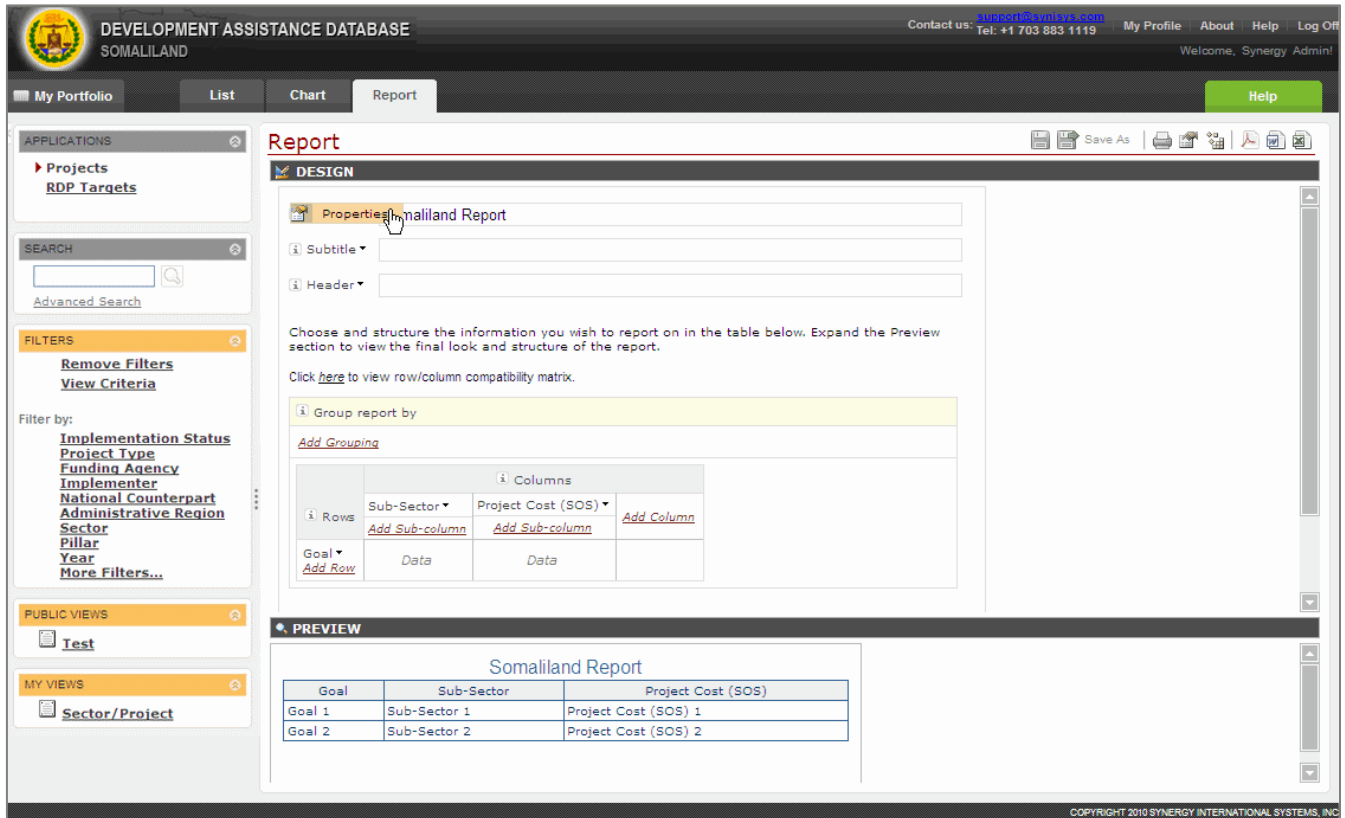 DEVELOPMENT ASSISTANCE DATABASE
SOMALILAND
Contact us: support@synisys.com
Tel: +1 703 883 1119
My Profile About Help Log Off
Welcome, Synergy Admin!
My Portfolio List Chart Report Help
APPLICATIONS
Projects
RDP Targets
SEARCH
Advanced Search
FILTERS
Remove Filters
View Criteria
Filter by:
Implementation Status
Project Type
Funding Agency
Implementer
National Counterpart
Administrative Region
Sector
Pillar
Year
More Filters...
PUBLIC VIEWS
Test
MY VIEWS
Sector/Project
Report
Save As
DESIGN
Properties maliland Report
Subtitle
Header
Choose and structure the information you wish to report on in the table below. Expand the Preview
section to view the final look and structure of the report.
Click here to view row/column compatibility matrix.
Group report by
Add Grouping
Columns
Rows
Sub-Sector Project Cost (SOS) Add Column
Add Sub-column Add Sub-column
Goal Data Data
Add Row
PREVIEW
Somaliland Report
Goal Sub-Sector Project Cost (SOS)
Goal 1 Sub-Sector 1 Project Cost (SOS) 1
Goal 2 Sub-Sector 2 Project Cost (SOS) 2
COPYRIGHT 2010 SYNERGY INTERNATIONAL SYSTEMS, INC